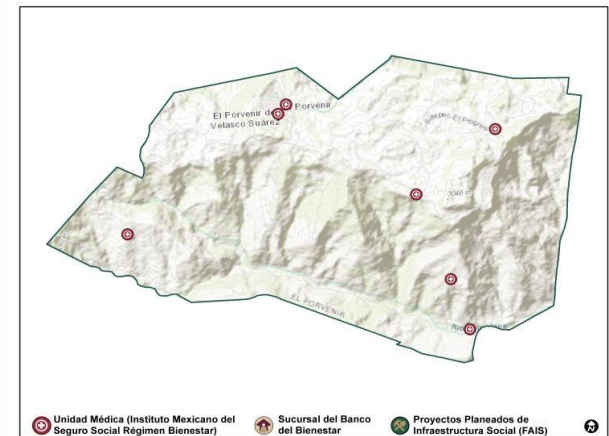 El Porvenir de
Velasco Suárez
Porvenir
3046 m
EL PORVENIR
Unidad Médica (Instituto Mexicano del
Seguro Social Régimen Bienestar)
Sucursal del Banco
del Bienestar
Proyectos Planeados de
Infraestructura Social (FAIS)